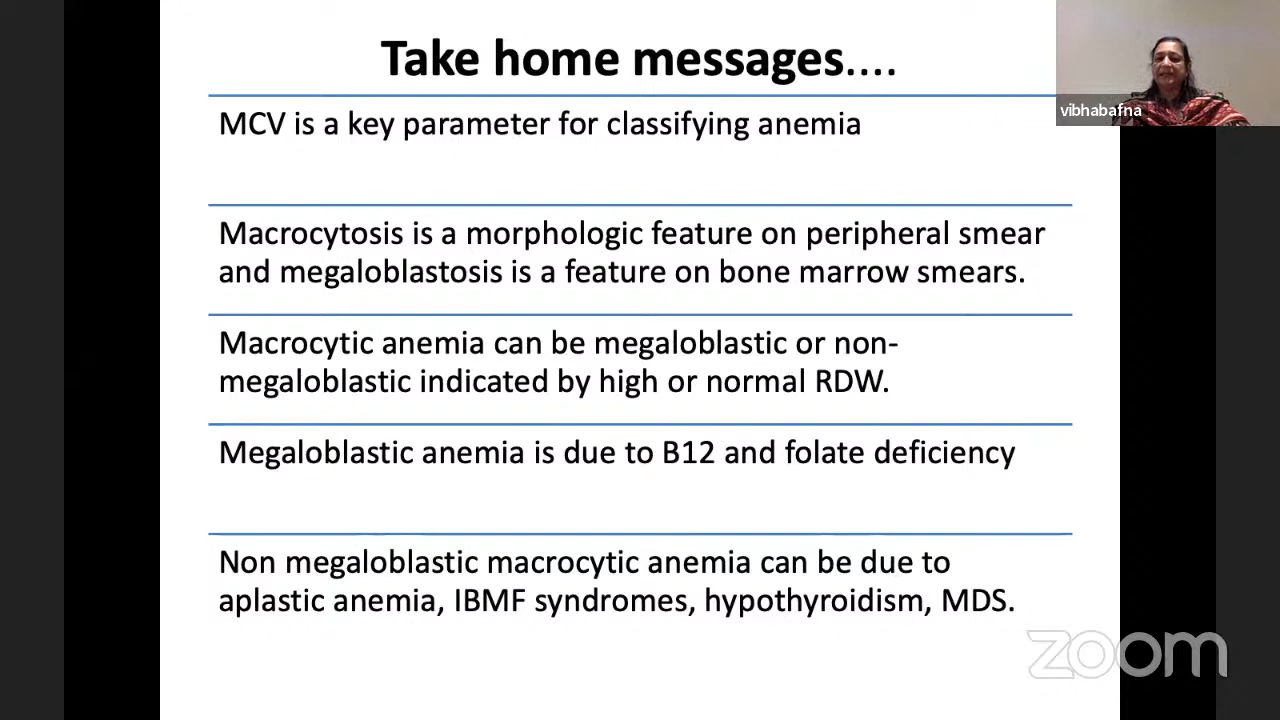 Take home messages....
vibhabafna
MCV is a key parameter for classifying anemia
Macrocytosis is a morphologic feature on peripheral smear
and megaloblastosis is a feature on bone marrow smears.
Macrocytic anemia can be megaloblastic or non-
megaloblastic indicated by high or normal RDW.
Megaloblastic anemia is due to B12 and folate deficiency
Non megaloblastic macrocytic anemia can be due to
aplastic anemia, IBMF syndromes, hypothyroidism, MDS.
zoom